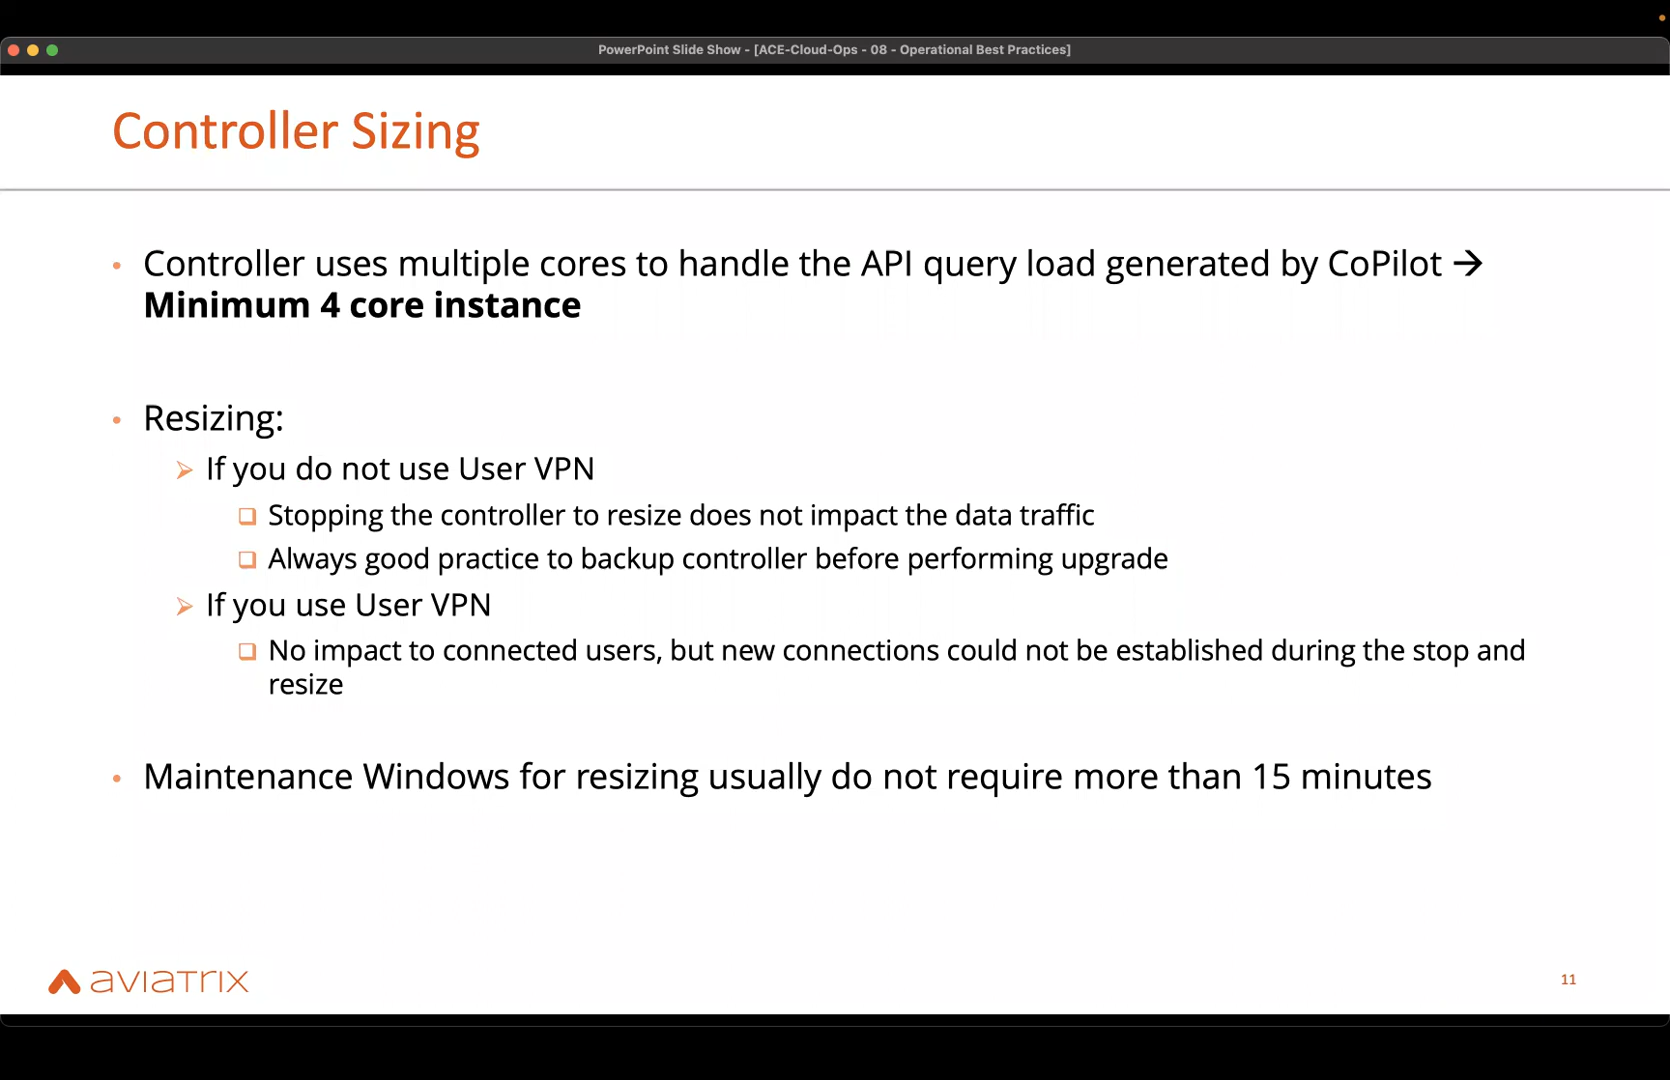 PowerPoint Slide Show - [ACE-Cloud-Ops - 08 - Operational Best Practices]
Controller Sizing
• Controller uses multiple cores to handle the API query load generated by CoPilot →
Minimum 4 core instance
• Resizing:
➢ If you do not use User VPN
❑ Stopping the controller to resize does not impact the data traffic
❑ Always good practice to backup controller before performing upgrade
➢ If you use User VPN
❑ No impact to connected users, but new connections could not be established during the stop and
resize
• Maintenance Windows for resizing usually do not require more than 15 minutes
aviatrix
11